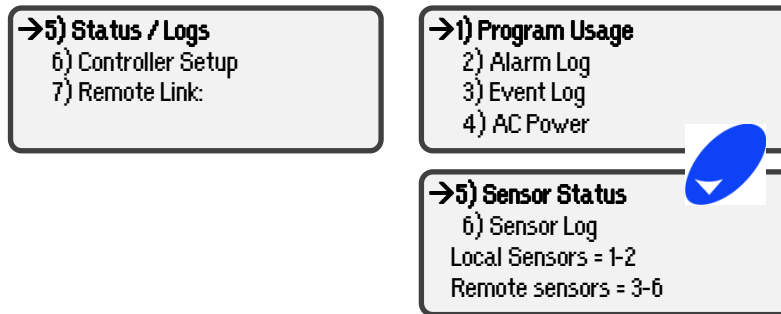 →5) Status / Logs
6) Controller Setup
7) Remote Link:
→1) Program Usage
2) Alarm Log
3) Event Log
4) AC Power
→5) Sensor Status
6) Sensor Log
Local Sensors = 1-2
Remote sensors = 3-6